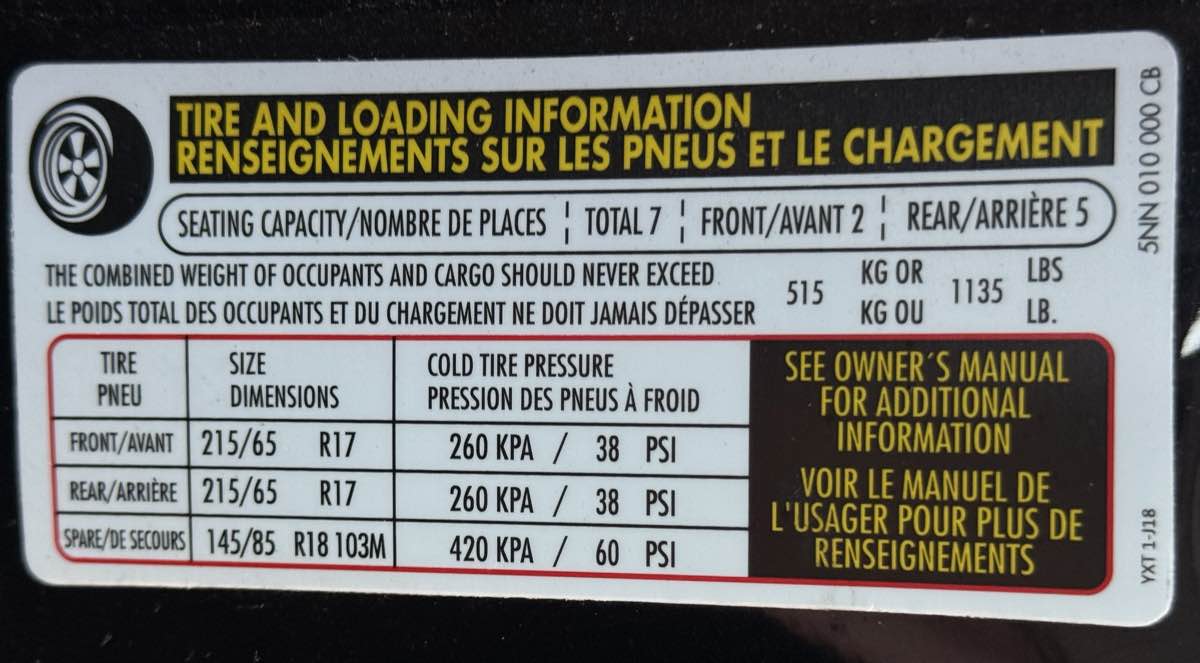 TIRE AND LOADING INFORMATION
RENSEIGNEMENTS SUR LES PNEUS ET LE CHARGEMENT
SEATING CAPACITY/NOMBRE DE PLACES ¦ TOTAL 7 ¦ FRONT/AVANT 2 ¦ REAR/ARRIÈRE 5
THE COMBINED WEIGHT OF OCCUPANTS AND CARGO SHOULD NEVER EXCEED
LE POIDS TOTAL DES OCCUPANTS ET DU CHARGEMENT NE DOIT JAMAIS DÉPASSER
515
KG OR
KG OU
1135
LBS
LB.
TIRE
PNEU
SIZE
DIMENSIONS
COLD TIRE PRESSURE
PRESSION DES PNEUS À FROID
FRONT/AVANT 215/65 R17 260 KPA / 38 PSI
REAR/ARRIÈRE 215/65 R17 260 KPA / 38 PSI
SPARE/DE SECOURS 145/85 R18 103M 420 KPA / 60 PSI
SEE OWNER´S MANUAL
FOR ADDITIONAL
INFORMATION
VOIR LE MANUEL DE
L'USAGER POUR PLUS DE
RENSEIGNEMENTS
5NN 010 000 CB
YXT 1-J18